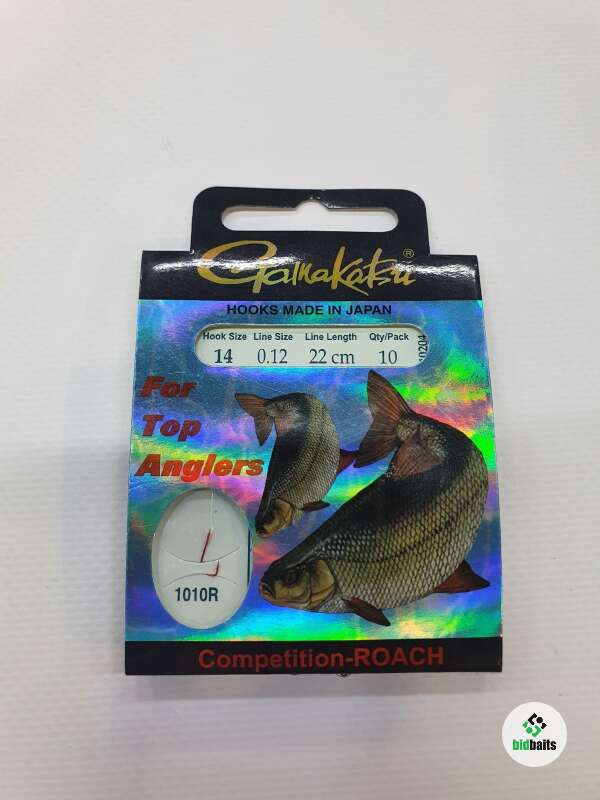 Gamakatsu®
HOOKS MADE IN JAPAN
Hook Size Line Size Line Length Qty/Pack
14 0.12 22 cm 10
For
Top
Anglers
1010R
Competition-ROACH
bidbaits